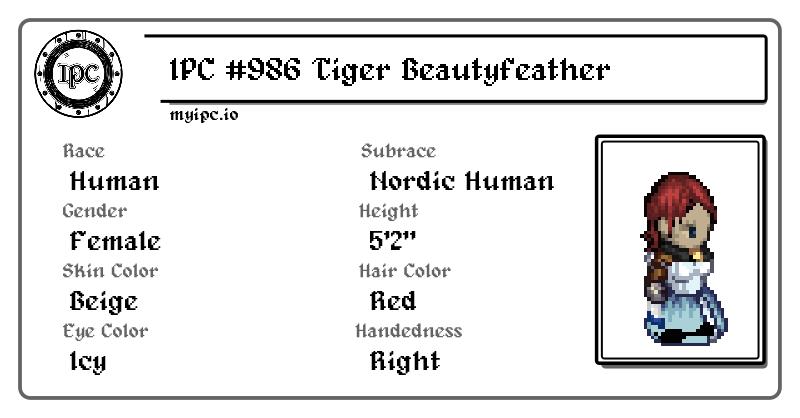 IPC
IPC #986 Tiger Beautyfeather
myipc.io
Race
Human
Subrace
Nordic Human
Gender
Female
Height
5'2"
Skin Color
Beige
Hair Color
Red
Eye Color
Icy
Handedness
Right